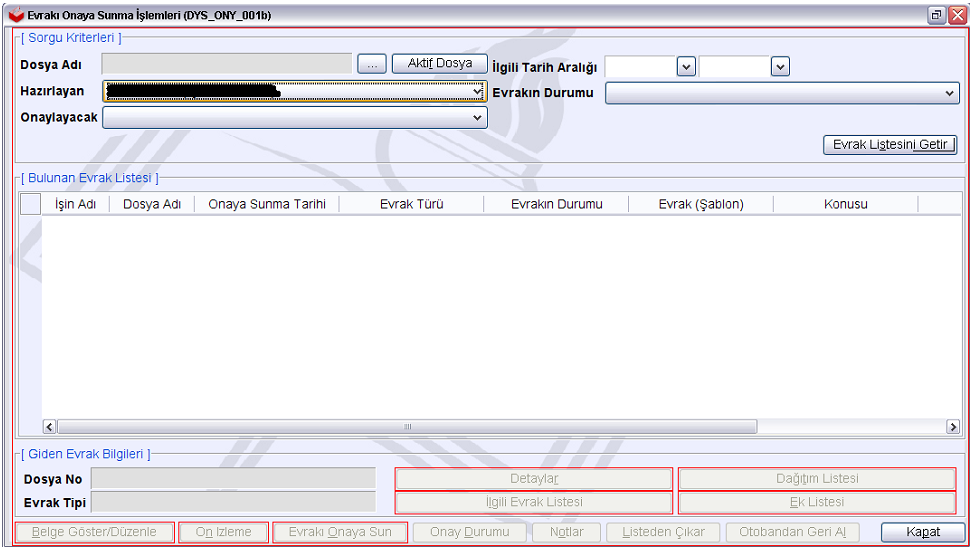 Evrakı Onaya Sunma İşlemleri (DYS_ONY_001b)
[ Sorgu Kriterleri ]
Dosya Adı ... Aktif Dosya İlgili Tarih Aralığı
Hazırlayan Evrakın Durumu
Onaylayacak
Evrak Listesini Getir
[ Bulunan Evrak Listesi ]
İşin Adı Dosya Adı Onaya Sunma Tarihi Evrak Türü Evrakın Durumu Evrak (Şablon) Konusu
[ Giden Evrak Bilgileri ]
Dosya No Detaylar Dağıtım Listesi
Evrak Tipi İlgili Evrak Listesi Ek Listesi
Belge Göster/Düzenle Ön İzleme Evrakı Onaya Sun Onay Durumu Notlar Listeden Çıkar Otobandan Geri Al Kapat